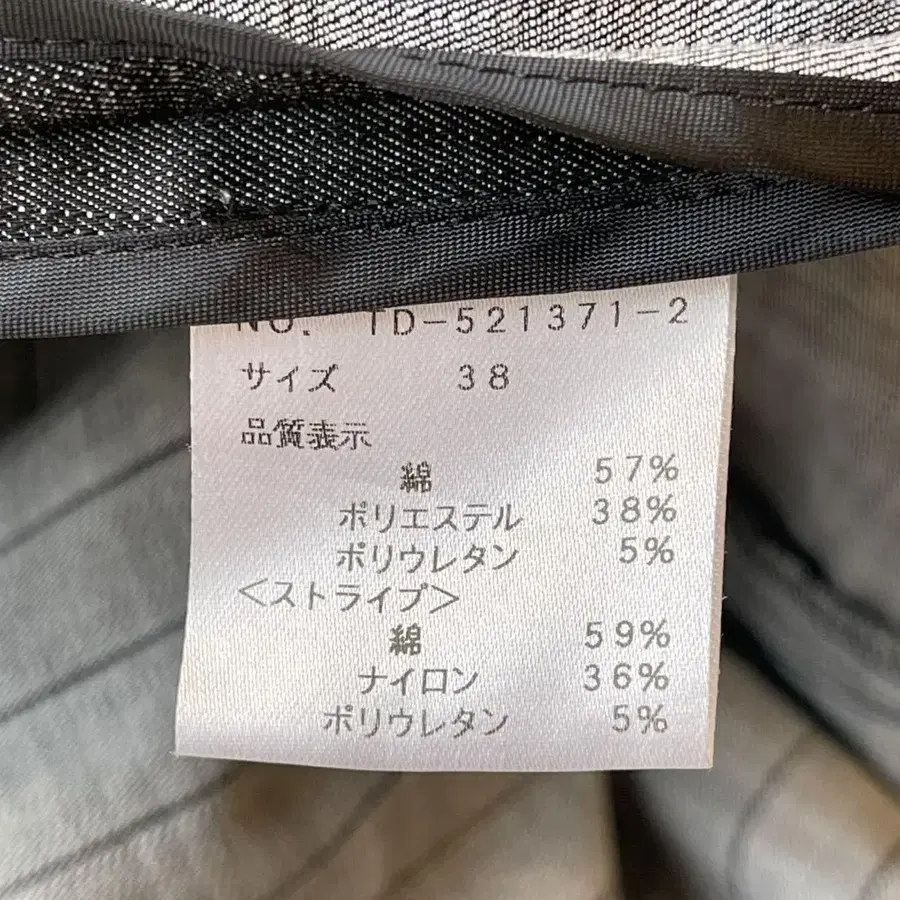 NO. TD-521371-2
サイズ 38
品質表示
綿 57%
ポリエステル 38%
ポリウレタン 5%
<ストライプ>
綿 59%
ナイロン 36%
ポリウレタン 5%